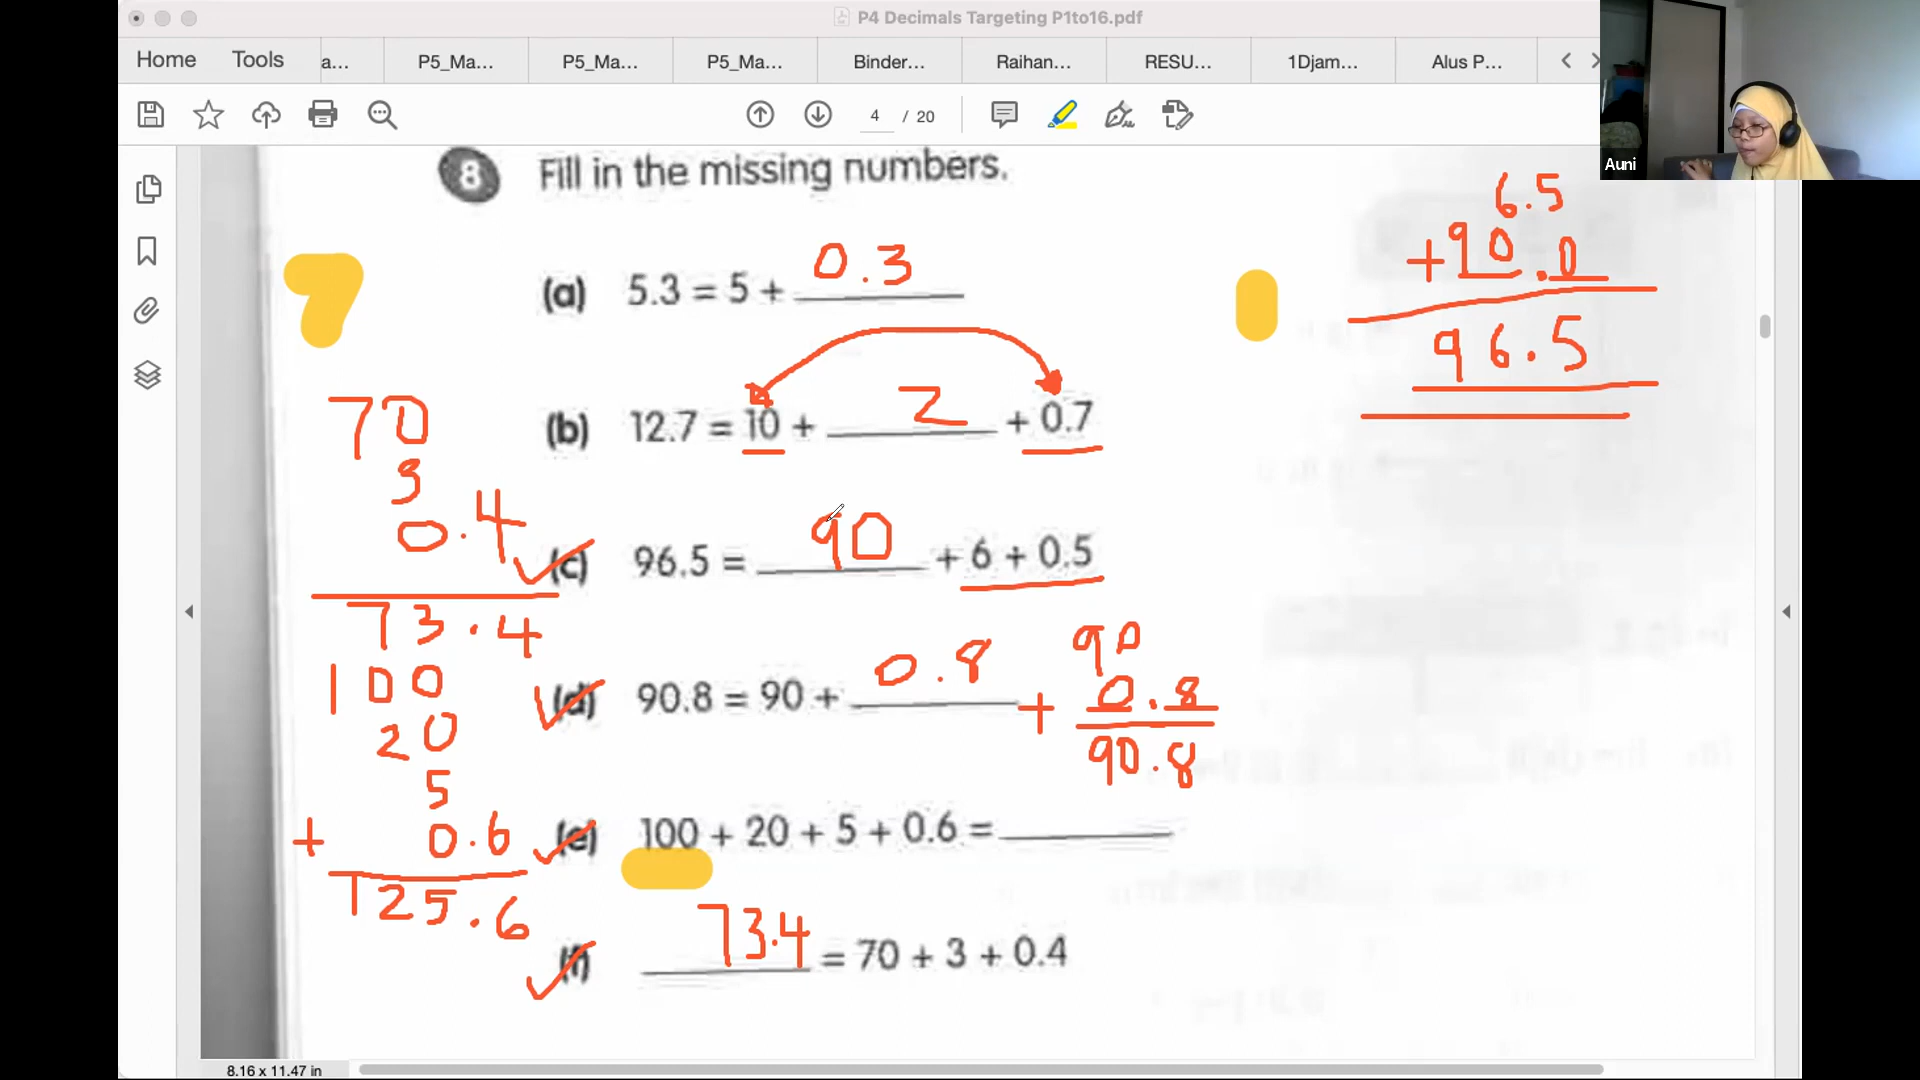 P4 Decimals Targeting P1to16.pdf
Home Tools a... P5_Ma... P5_Ma... P5_Ma... Binder... Raihan... RESU... 1Djam... Alus P...
4 / 20
Auni
8 Fill in the missing numbers.
(a) 5.3 = 5 + 0.3
(b) 12.7 = 10 + 2 + 0.7
(c) 96.5 = 90 + 6 + 0.5
(d) 90.8 = 90 + 0.8
(e) 100 + 20 + 5 + 0.6 =
(f) 73.4 = 70 + 3 + 0.4
70
3
0.4
73.4
100
20
5
+ 0.6
125.6
90
+ 0.8
90.8
6.5
+90.0
96.5
8.16 x 11.47 in